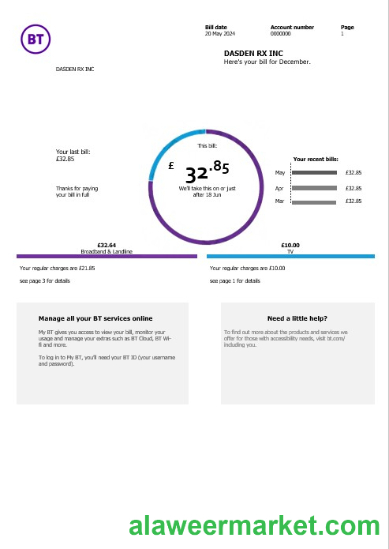 BT
Bill date
20 May 2024
Account number
0000008
Page
1
DASDEN RX INC
Here's your bill for December.
DASDEN RX INC
Your last bill:
£32.85
Thanks for paying
your bill in full
This bill:
£32.85
We'll take this on or just
after 18 Jun
Your recent bills:
May £32.85
Apr £32.85
Mar £32.85
£32.64
Broadband & Landline
£10.00
TV
Your regular charges are £21.85
see page 3 for details
Your regular charges are £10.00
see page 1 for details
Manage all your BT services online
My BT gives you access to view your bill, monitor your
usage and manage your extras such as BT Cloud, BT Wi-
fi and more.
To log in to My BT, you'll need your BT ID (your username
and password).
Need a little help?
To find out more about the products and services we
offer for those with accessibility needs, visit bt.com/
including you.
alaweermarket.com